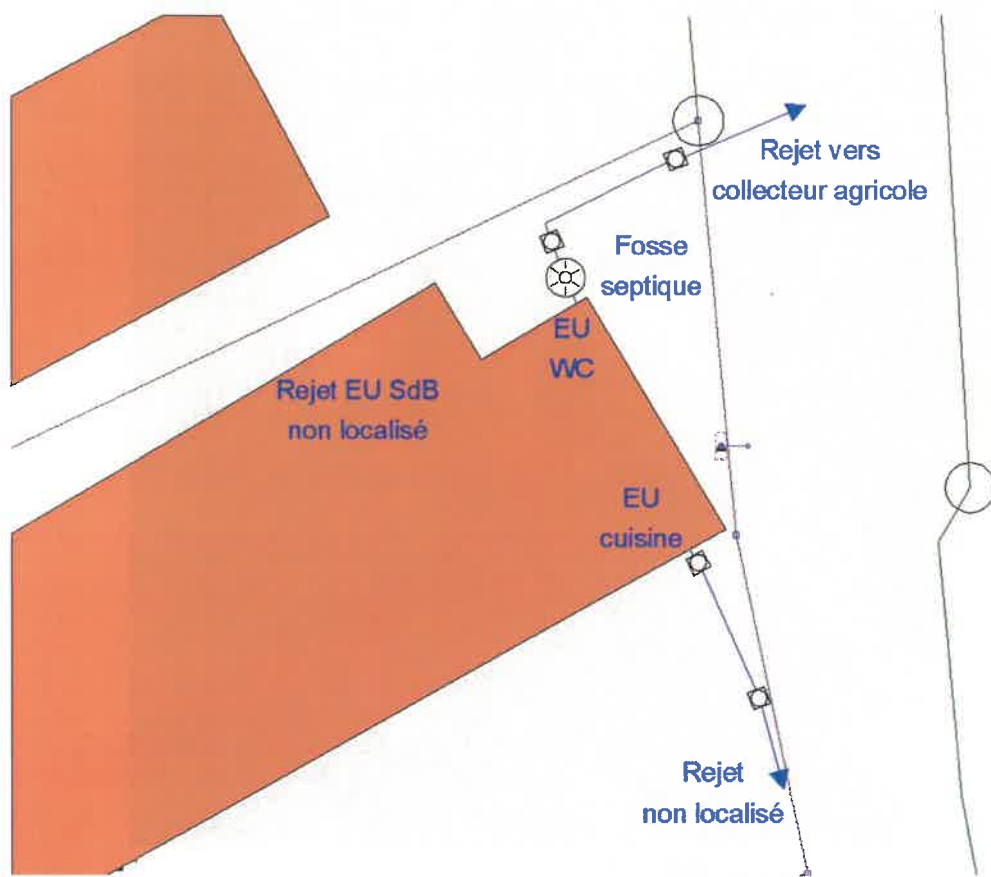 Rejet vers
collecteur agricole
Fosse
septique
EU
WC
Rejet EU SdB
non localisé
EU
cuisine
Rejet
non localisé